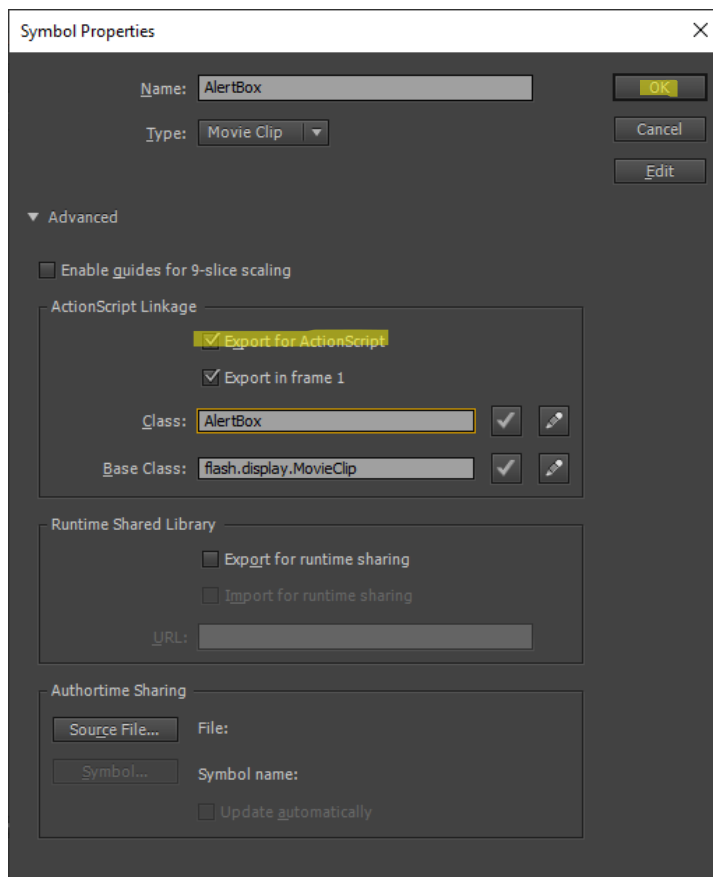 Symbol Properties
Name: AlertBox
OK
Type: Movie Clip
Cancel
Edit
Advanced
Enable guides for 9-slice scaling
ActionScript Linkage
Export for ActionScript
Export in frame 1
Class: AlertBox
Base Class: flash.display.MovieClip
Runtime Shared Library
Export for runtime sharing
Import for runtime sharing
URL:
Authortime Sharing
Source File... File:
Symbol... Symbol name:
Update automatically